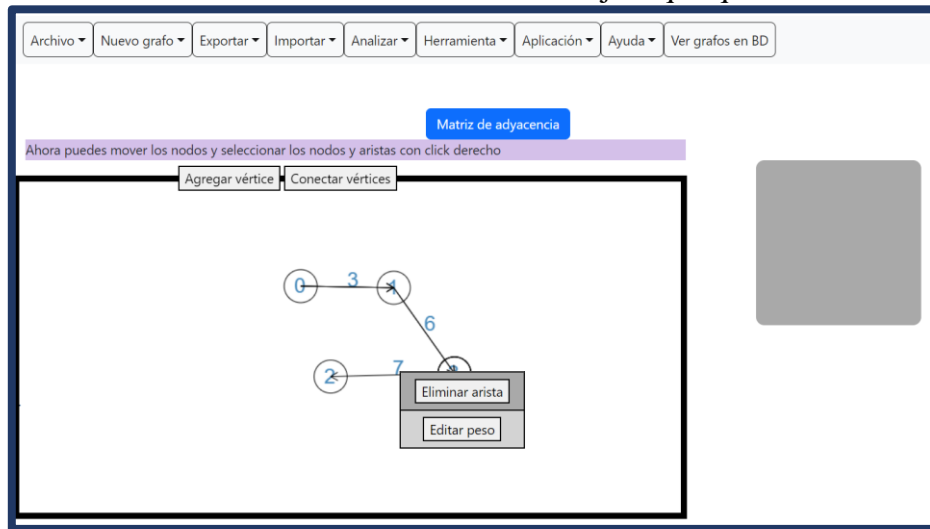 Archivo Nuevo grafo Exportar Importar Analizar Herramienta Aplicación Ayuda Ver grafos en BD
Matriz de adyacencia
Ahora puedes mover los nodos y seleccionar los nodos y aristas con click derecho
Agregar vértice Conectar vértices
0 3 1
6
2 7
Eliminar arista
Editar peso